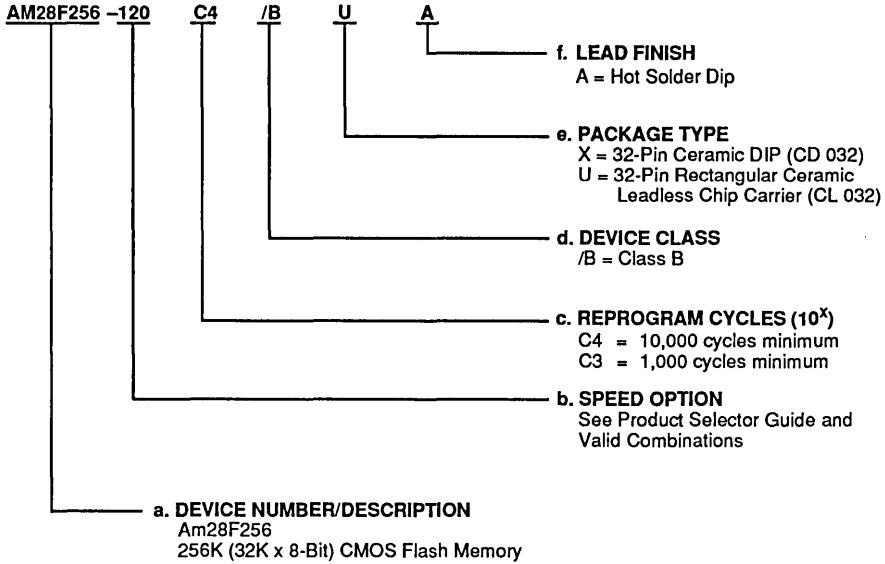 AM28F256 -120 C4 /B U A
f. LEAD FINISH
A = Hot Solder Dip
e. PACKAGE TYPE
X = 32-Pin Ceramic DIP (CD 032)
U = 32-Pin Rectangular Ceramic
Leadless Chip Carrier (CL 032)
d. DEVICE CLASS
/B = Class B
c. REPROGRAM CYCLES (10^X)
C4 = 10,000 cycles minimum
C3 = 1,000 cycles minimum
b. SPEED OPTION
See Product Selector Guide and
Valid Combinations
a. DEVICE NUMBER/DESCRIPTION
Am28F256
256K (32K x 8-Bit) CMOS Flash Memory